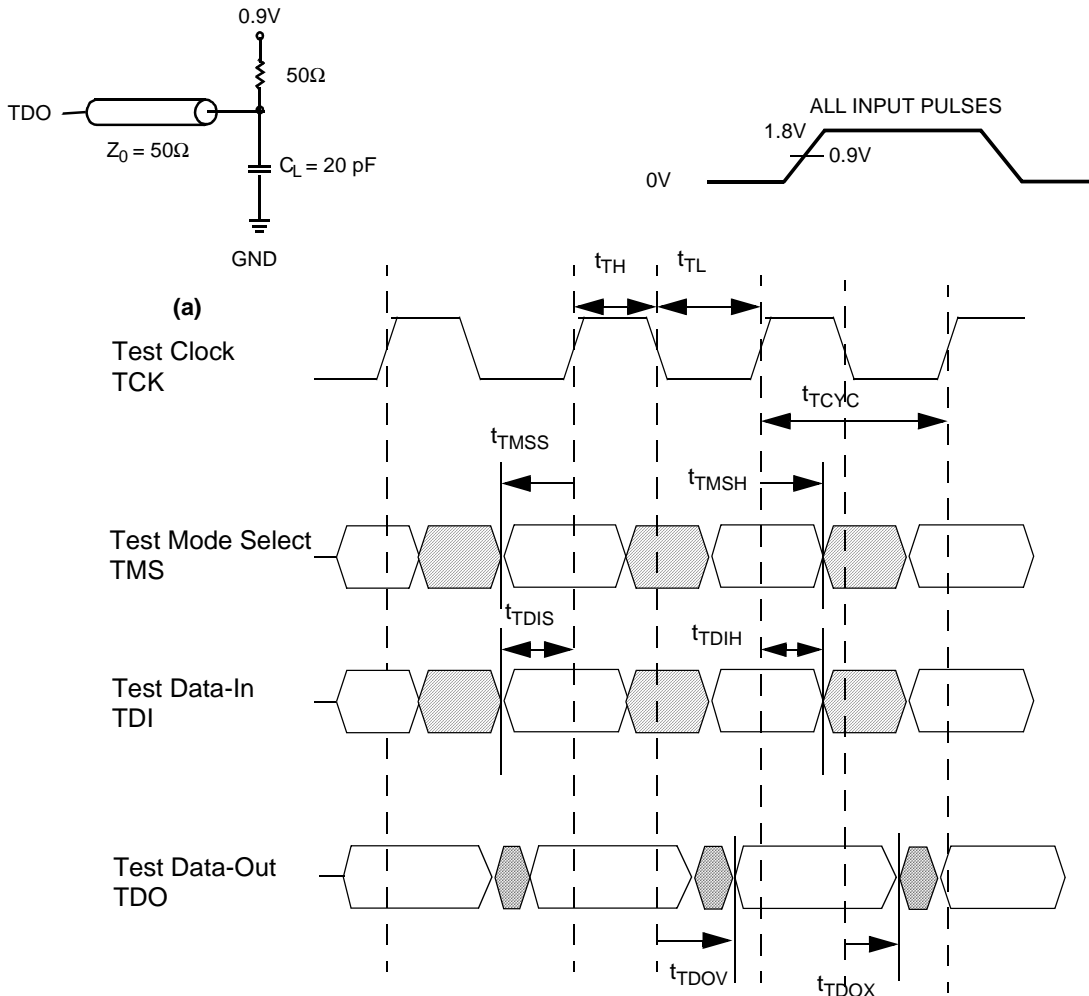 0.9V
50Ω
TDO
Z0 = 50Ω
CL = 20 pF
GND
ALL INPUT PULSES
1.8V
0.9V
0V
(a)
tTH
tTL
Test Clock
TCK
tTCYC
tTMSS
tTMSH
Test Mode Select
TMS
tTDIS
tTDIH
Test Data-In
TDI
Test Data-Out
TDO
tTDOV
tTDOX